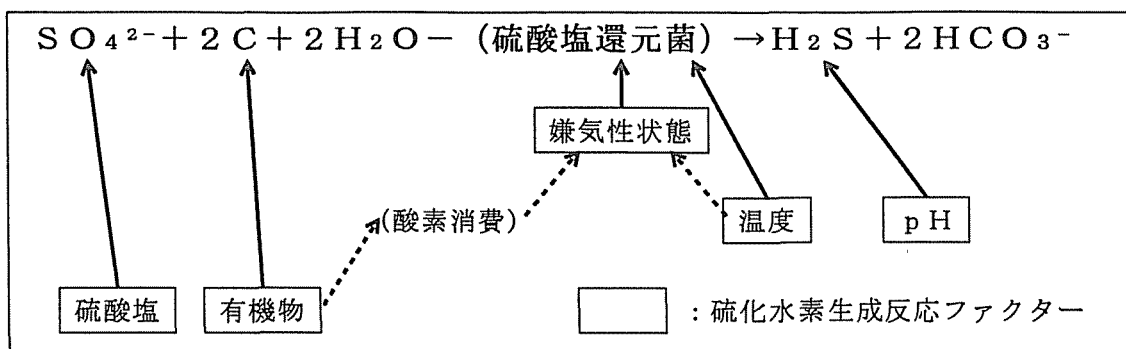 ＳＯ₄²⁻＋２Ｃ＋２Ｈ₂Ｏ－（硫酸塩還元菌）→Ｈ₂Ｓ＋２ＨＣＯ₃⁻
嫌気性状態
(酸素消費)
温度
ｐＨ
硫酸塩
有機物
：硫化水素生成反応ファクター